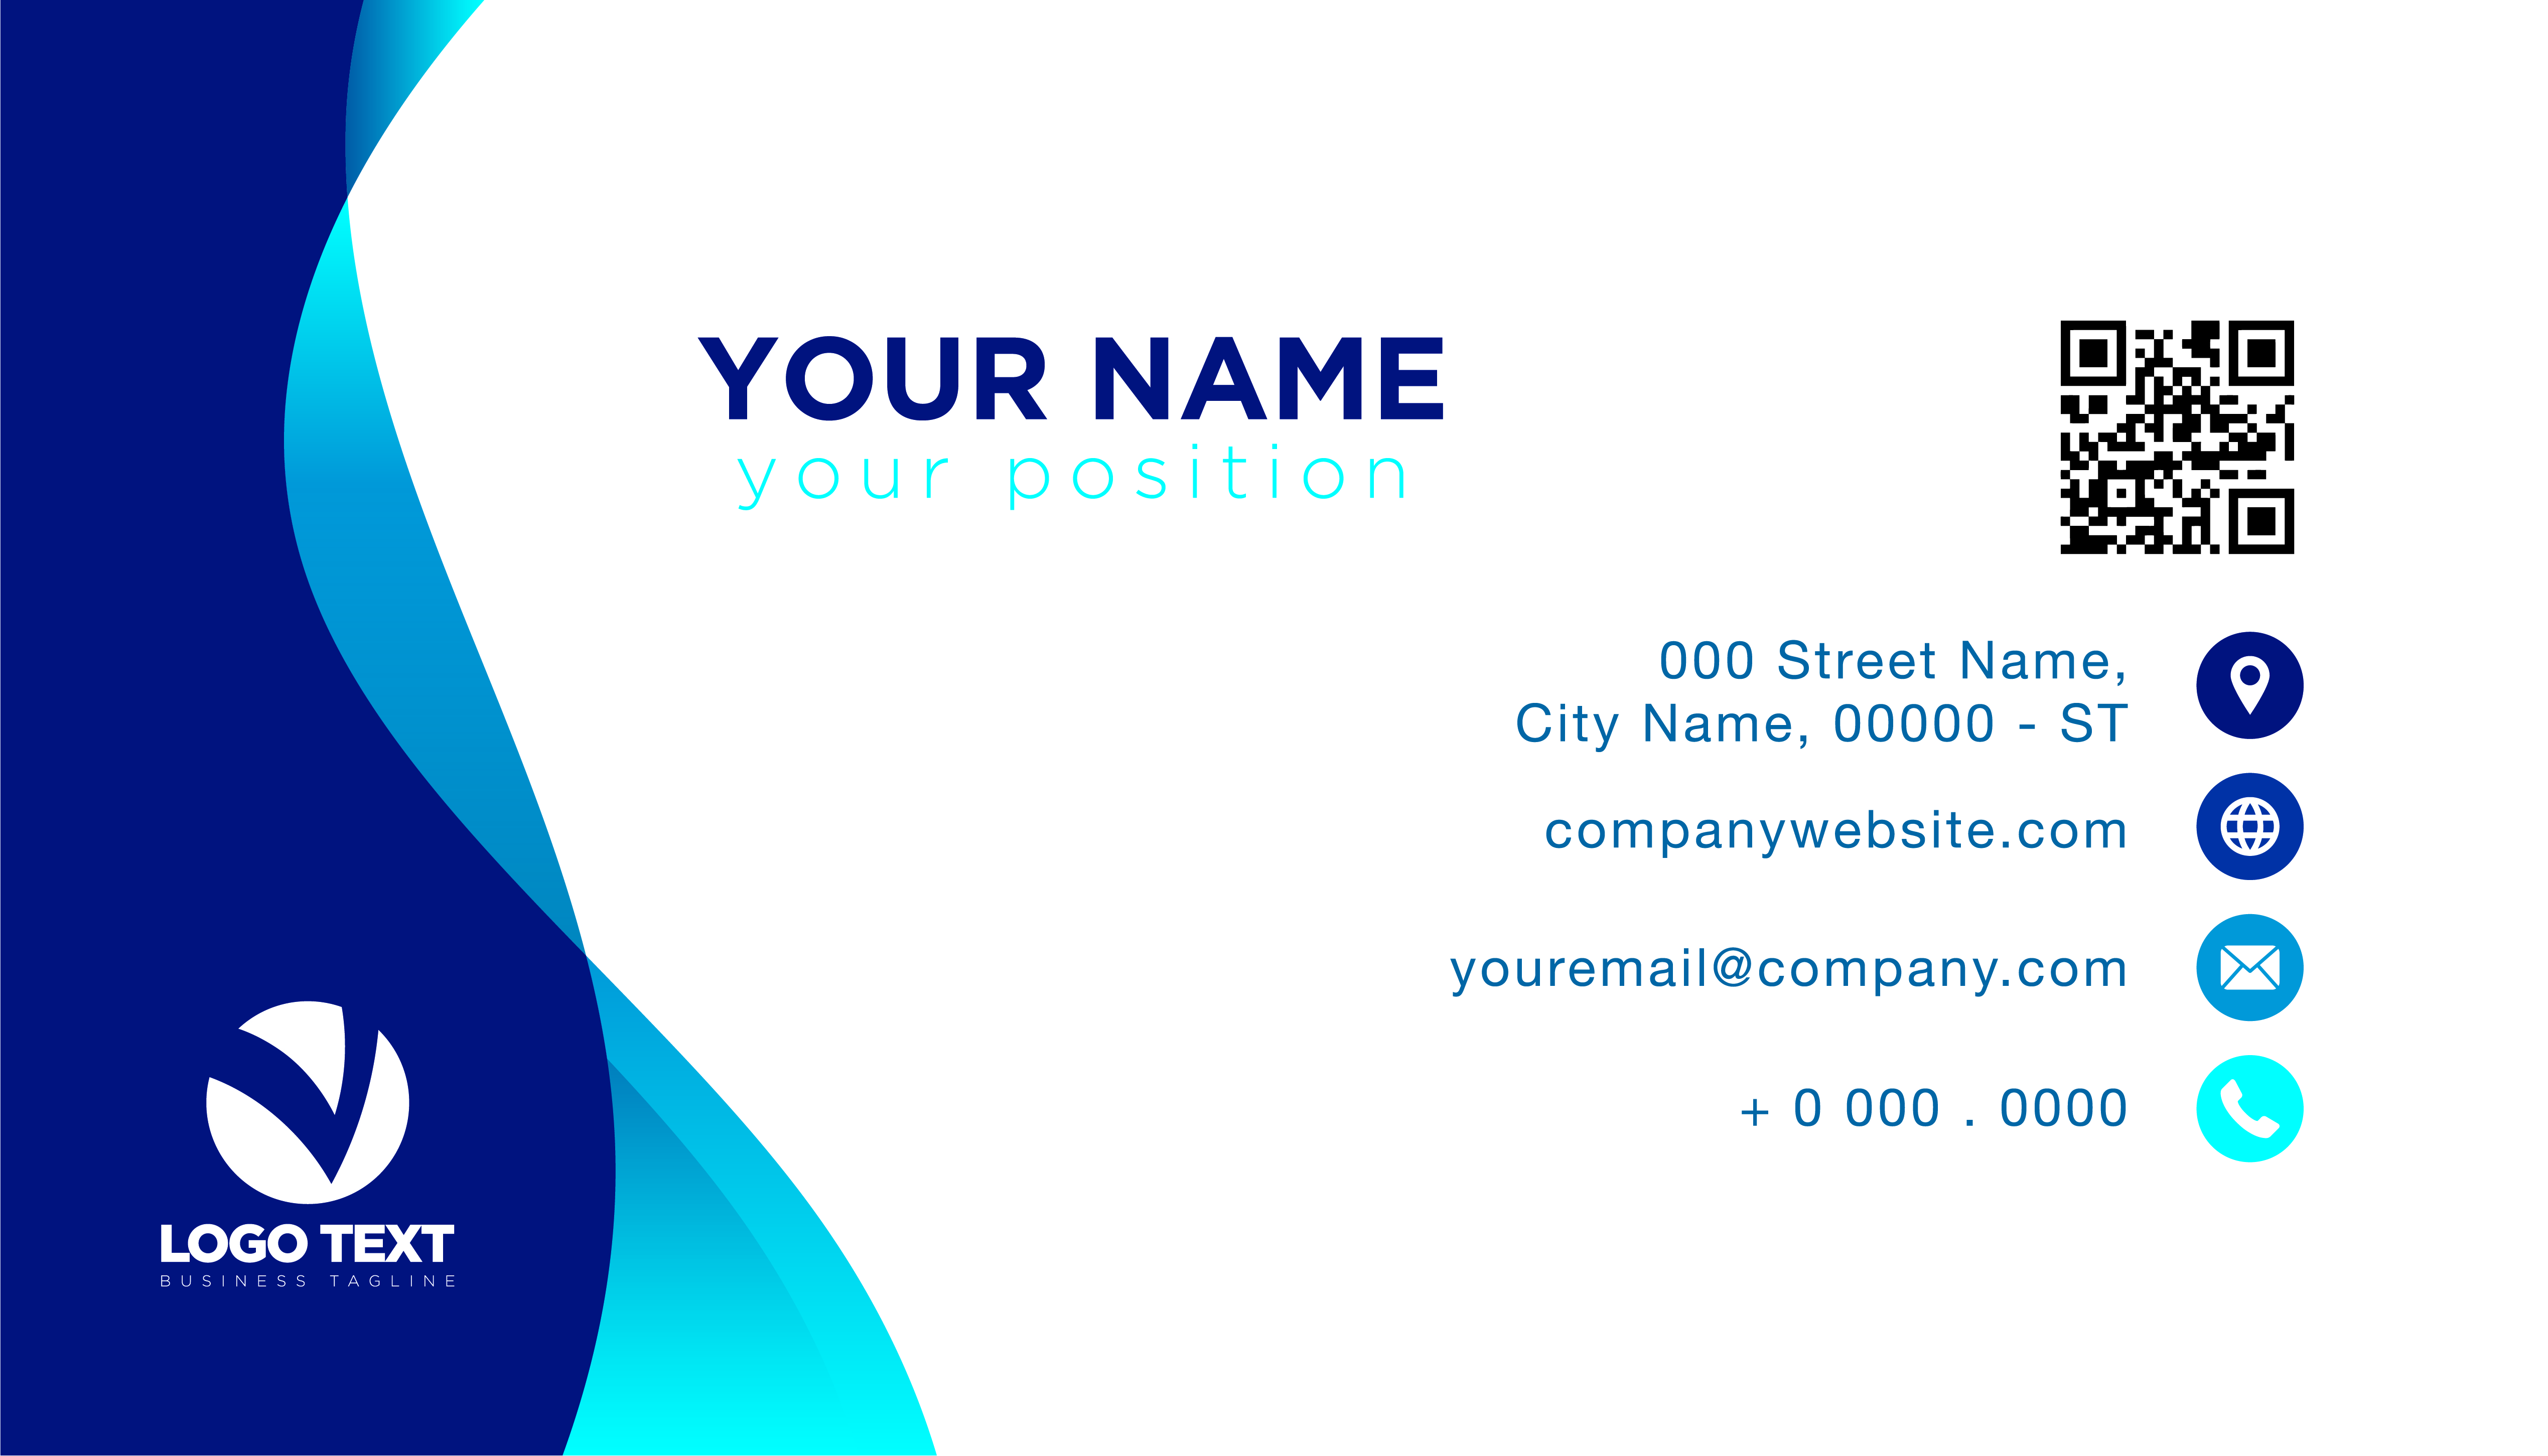 YOUR NAME
your position
000 Street Name,
City Name, 00000 - ST
companywebsite.com
youremail@company.com
+ 0 000 . 0000
LOGO TEXT
BUSINESS TAGLINE